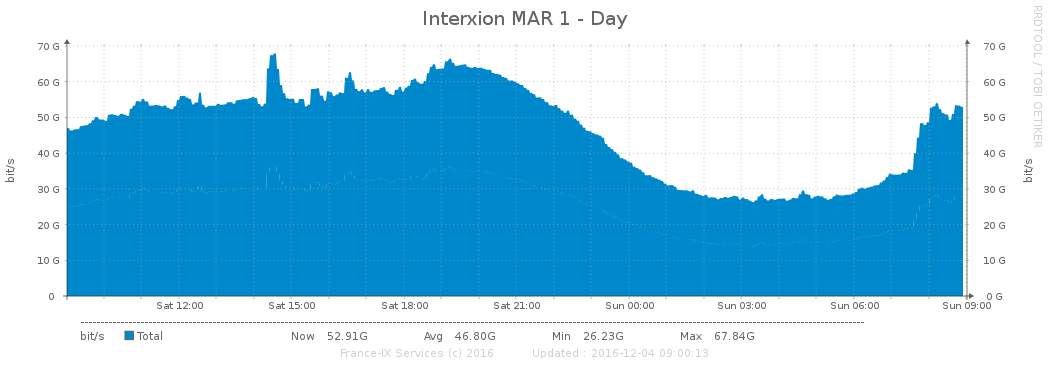 Interxion MAR 1 - Day
RRDTOOL / TOBI OETIKER
70 G 70 G
60 G 60 G
50 G 50 G
40 G 40 G
30 G 30 G
20 G 20 G
10 G 10 G
0 0 G
bit/s bit/s
Sat 12:00 Sat 15:00 Sat 18:00 Sat 21:00 Sun 00:00 Sun 03:00 Sun 06:00 Sun 09:00
bit/s Total Now 52.91G Avg 46.80G Min 26.23G Max 67.84G
France-IX Services (c) 2016 Updated : 2016-12-04 09:00:13